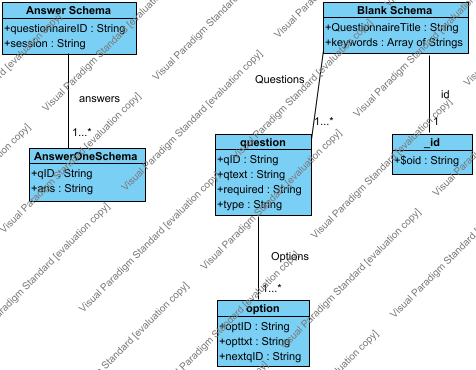 Answer Schema
+questionnaireID : String
+session : String
answers
1...*
AnswerOneSchema
+qID : String
+ans : String
Blank Schema
+QuestionnaireTitle : String
+keywords : Array of Strings
Questions
1...*
id
1
question
+qID : String
+qtext : String
+required : String
+type : String
_id
+$oid : String
Options
1...*
option
+optID : String
+opttxt : String
+nextqID : String
Visual Paradigm Standard [evaluation copy]